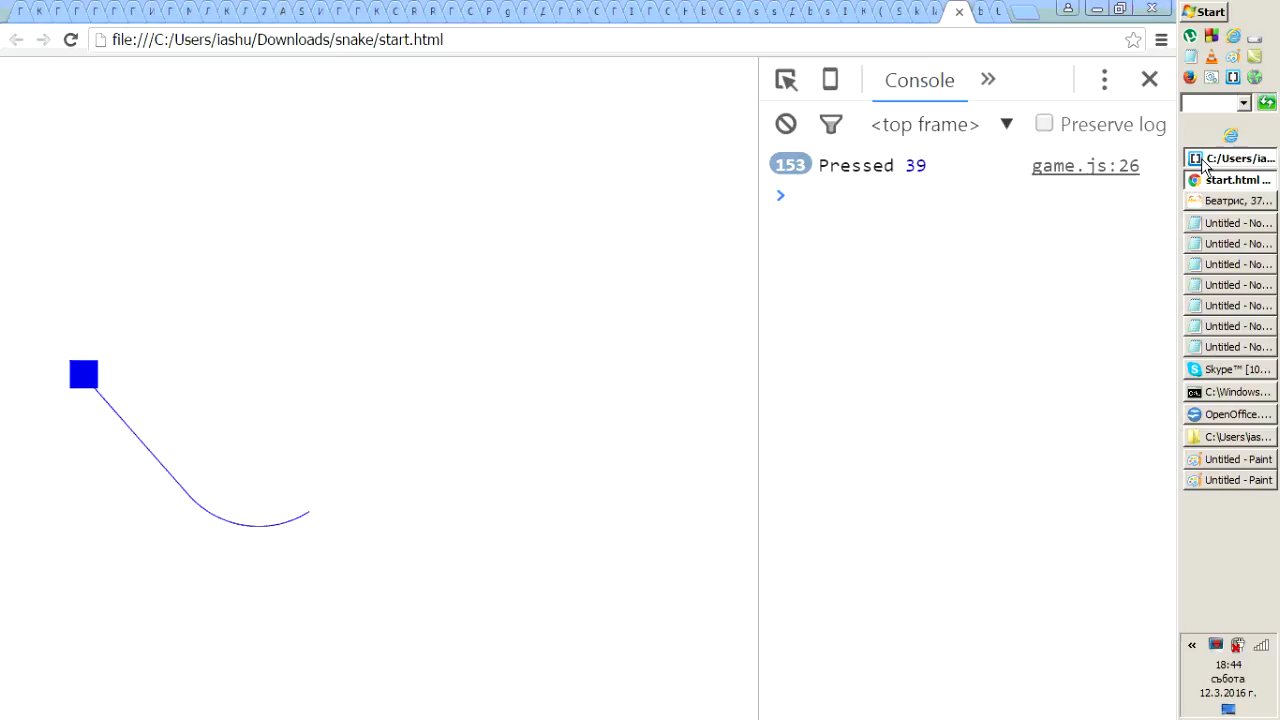 Start
file:///C:/Users/iashu/Downloads/snake/start.html
Console
<top frame>
Preserve log
153 Pressed 39 game.js:26
C:/Users/ia...
start.html ...
Беатрис, 37...
Untitled - No...
Untitled - No...
Untitled - No...
Untitled - No...
Untitled - No...
Untitled - No...
Untitled - No...
Skype™ [10...
C:\Windows...
OpenOffice....
C:\Users\ias...
Untitled - Paint
Untitled - Paint
18:44
събота
12.3.2016 г.